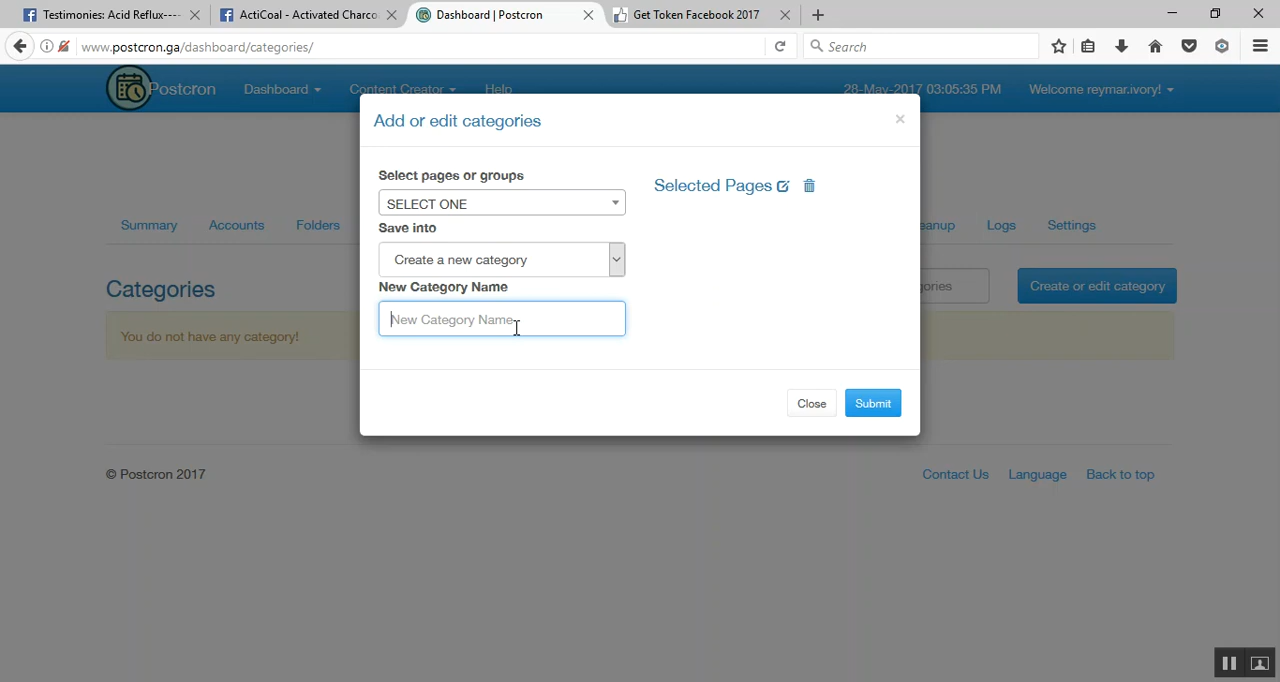 Testimonies: Acid Reflux----
ActiCoal - Activated Charco
Dashboard | Postcron
Get Token Facebook 2017
www.postcron.ga/dashboard/categories/
Search
Postcron
Dashboard
Content Creator
Help
28-May-2017 03:05:35 PM
Welcome reymar.ivory!
Add or edit categories
×
Select pages or groups
SELECT ONE
Selected Pages
Save into
Create a new category
New Category Name
New Category Name
Close
Submit
Summary
Accounts
Folders
eanup
Logs
Settings
Categories
ories
Create or edit category
You do not have any category!
© Postcron 2017
Contact Us
Language
Back to top